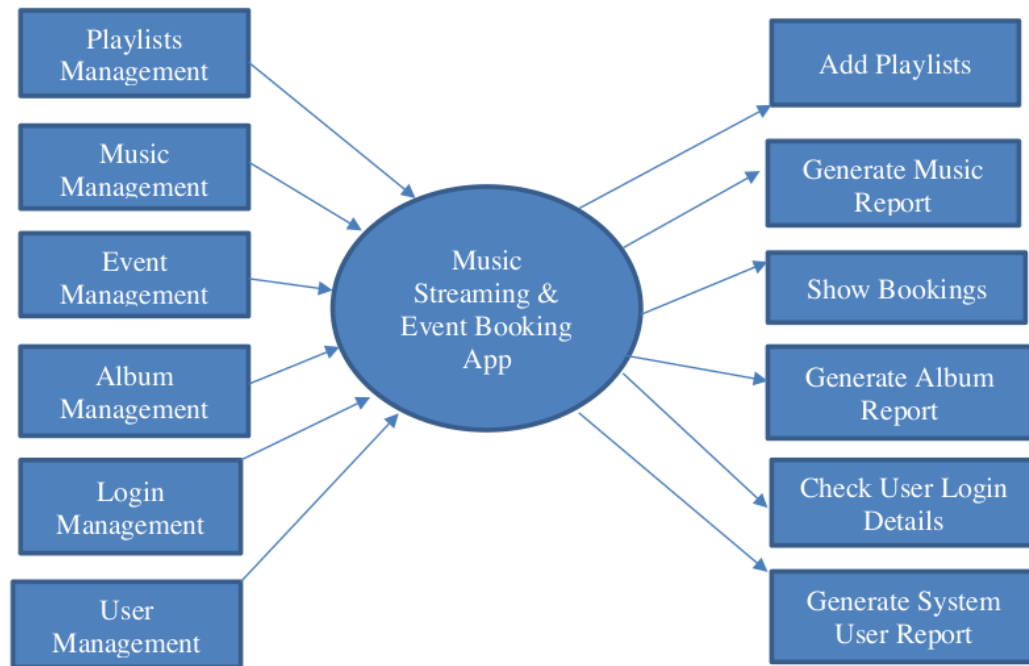 Playlists
Management
Music
Management
Event
Management
Album
Management
Login
Management
User
Management
Music
Streaming &
Event Booking
App
Add Playlists
Generate Music
Report
Show Bookings
Generate Album
Report
Check User Login
Details
Generate System
User Report